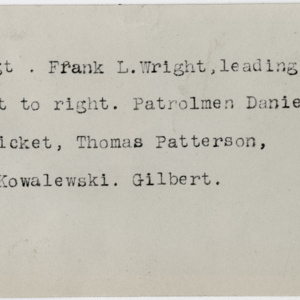 gt . Frank L.Wright,leading
t to right. Patrolmen Danie
icket, Thomas Patterson,
Kowalewski. Gilbert.